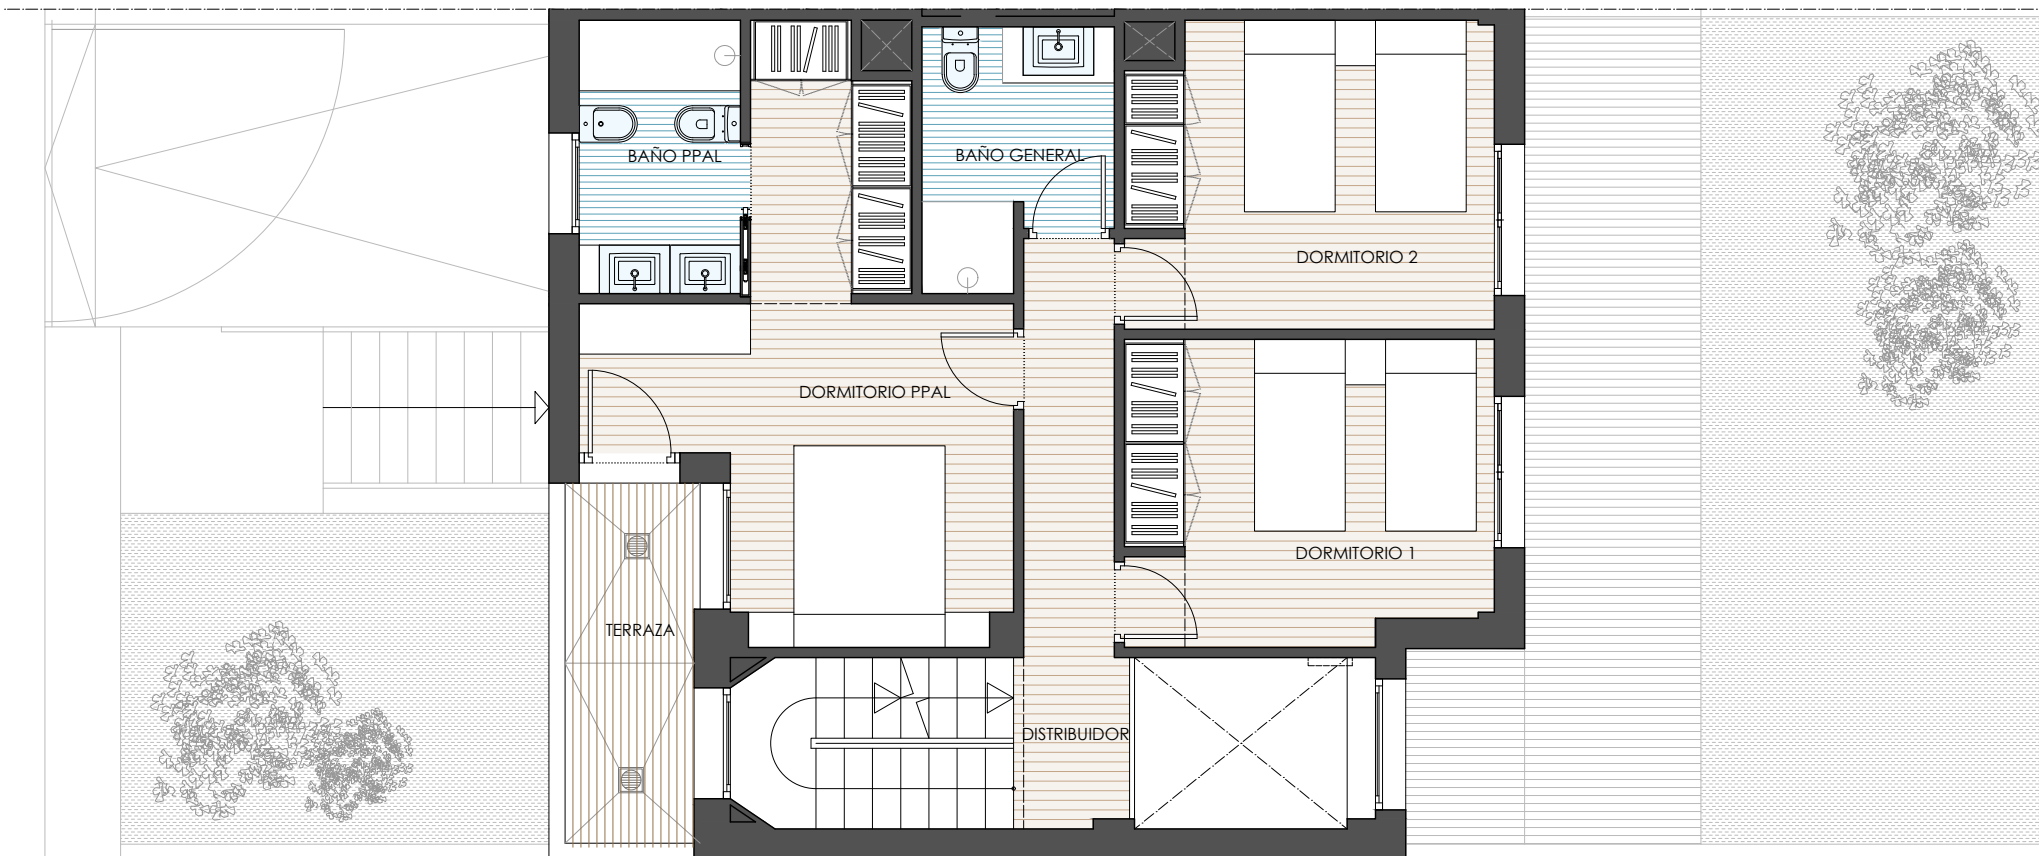 BAÑO PPAL
BAÑO GENERAL
DORMITORIO 2
DORMITORIO PPAL
DORMITORIO 1
TERRAZA
DISTRIBUIDOR